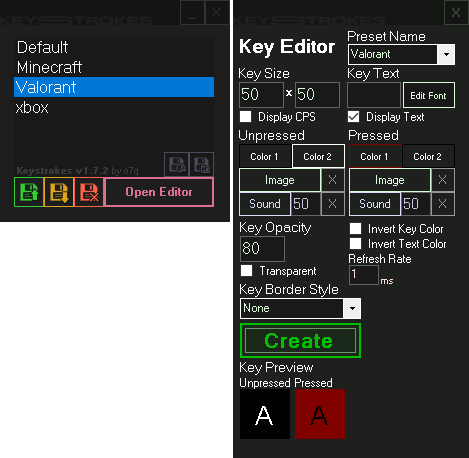 KEYSTROKES
Default
Minecraft
Valorant
xbox
Keystrokes v1.7.2 by o7q
Open Editor
KEYSTROKES
Key Editor
Preset Name
Valorant
Key Size
Key Text
50 x 50
Edit Font
Display CPS
Display Text
Unpressed
Pressed
Color 1 Color 2
Color 1 Color 2
Image X
Image X
Sound 50 X
Sound 50 X
Key Opacity
80
Invert Key Color
Invert Text Color
Transparent
Refresh Rate
1 ms
Key Border Style
None
Create
Key Preview
Unpressed Pressed
A A